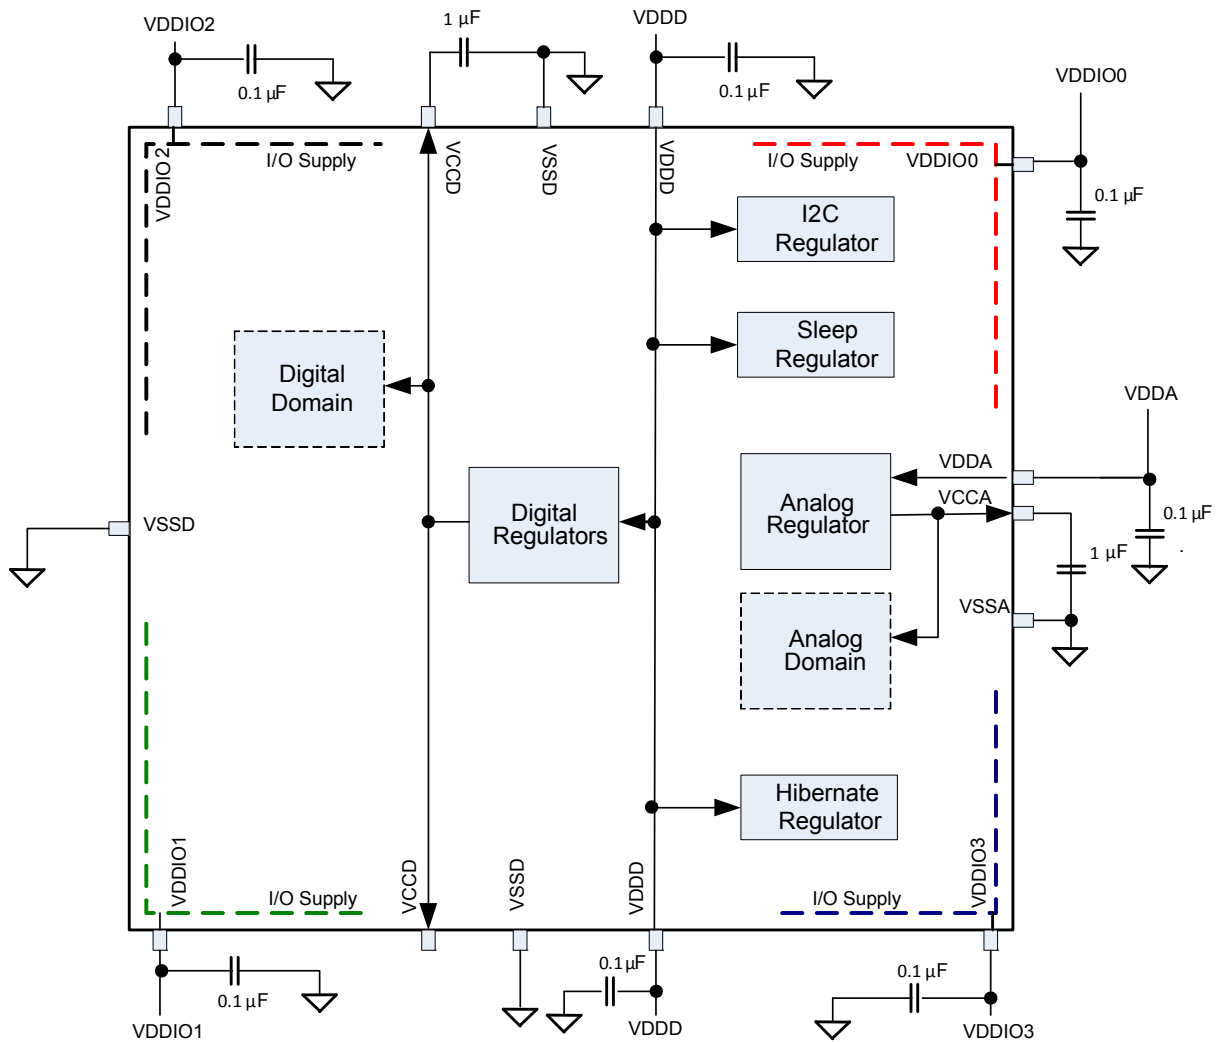 VDDIO2
1 µF
VDDD
0.1 µF
0.1 µF
VDDIO0
VDDIO2
I/O Supply
VCCD
VSSD
VDDD
I/O Supply
VDDIO0
0.1 µF
I2C
Regulator
Sleep
Regulator
Digital
Domain
VDDA
VDDA
VCCA
Analog
Regulator
Digital
Regulators
VSSD
0.1 µF
.
1 µF
VSSA
Analog
Domain
Hibernate
Regulator
VDDIO1
I/O Supply
VCCD
VSSD
VDDD
I/O Supply
VDDIO3
0.1 µF
0.1 µF
0.1 µF
VDDIO1
VDDD
VDDIO3